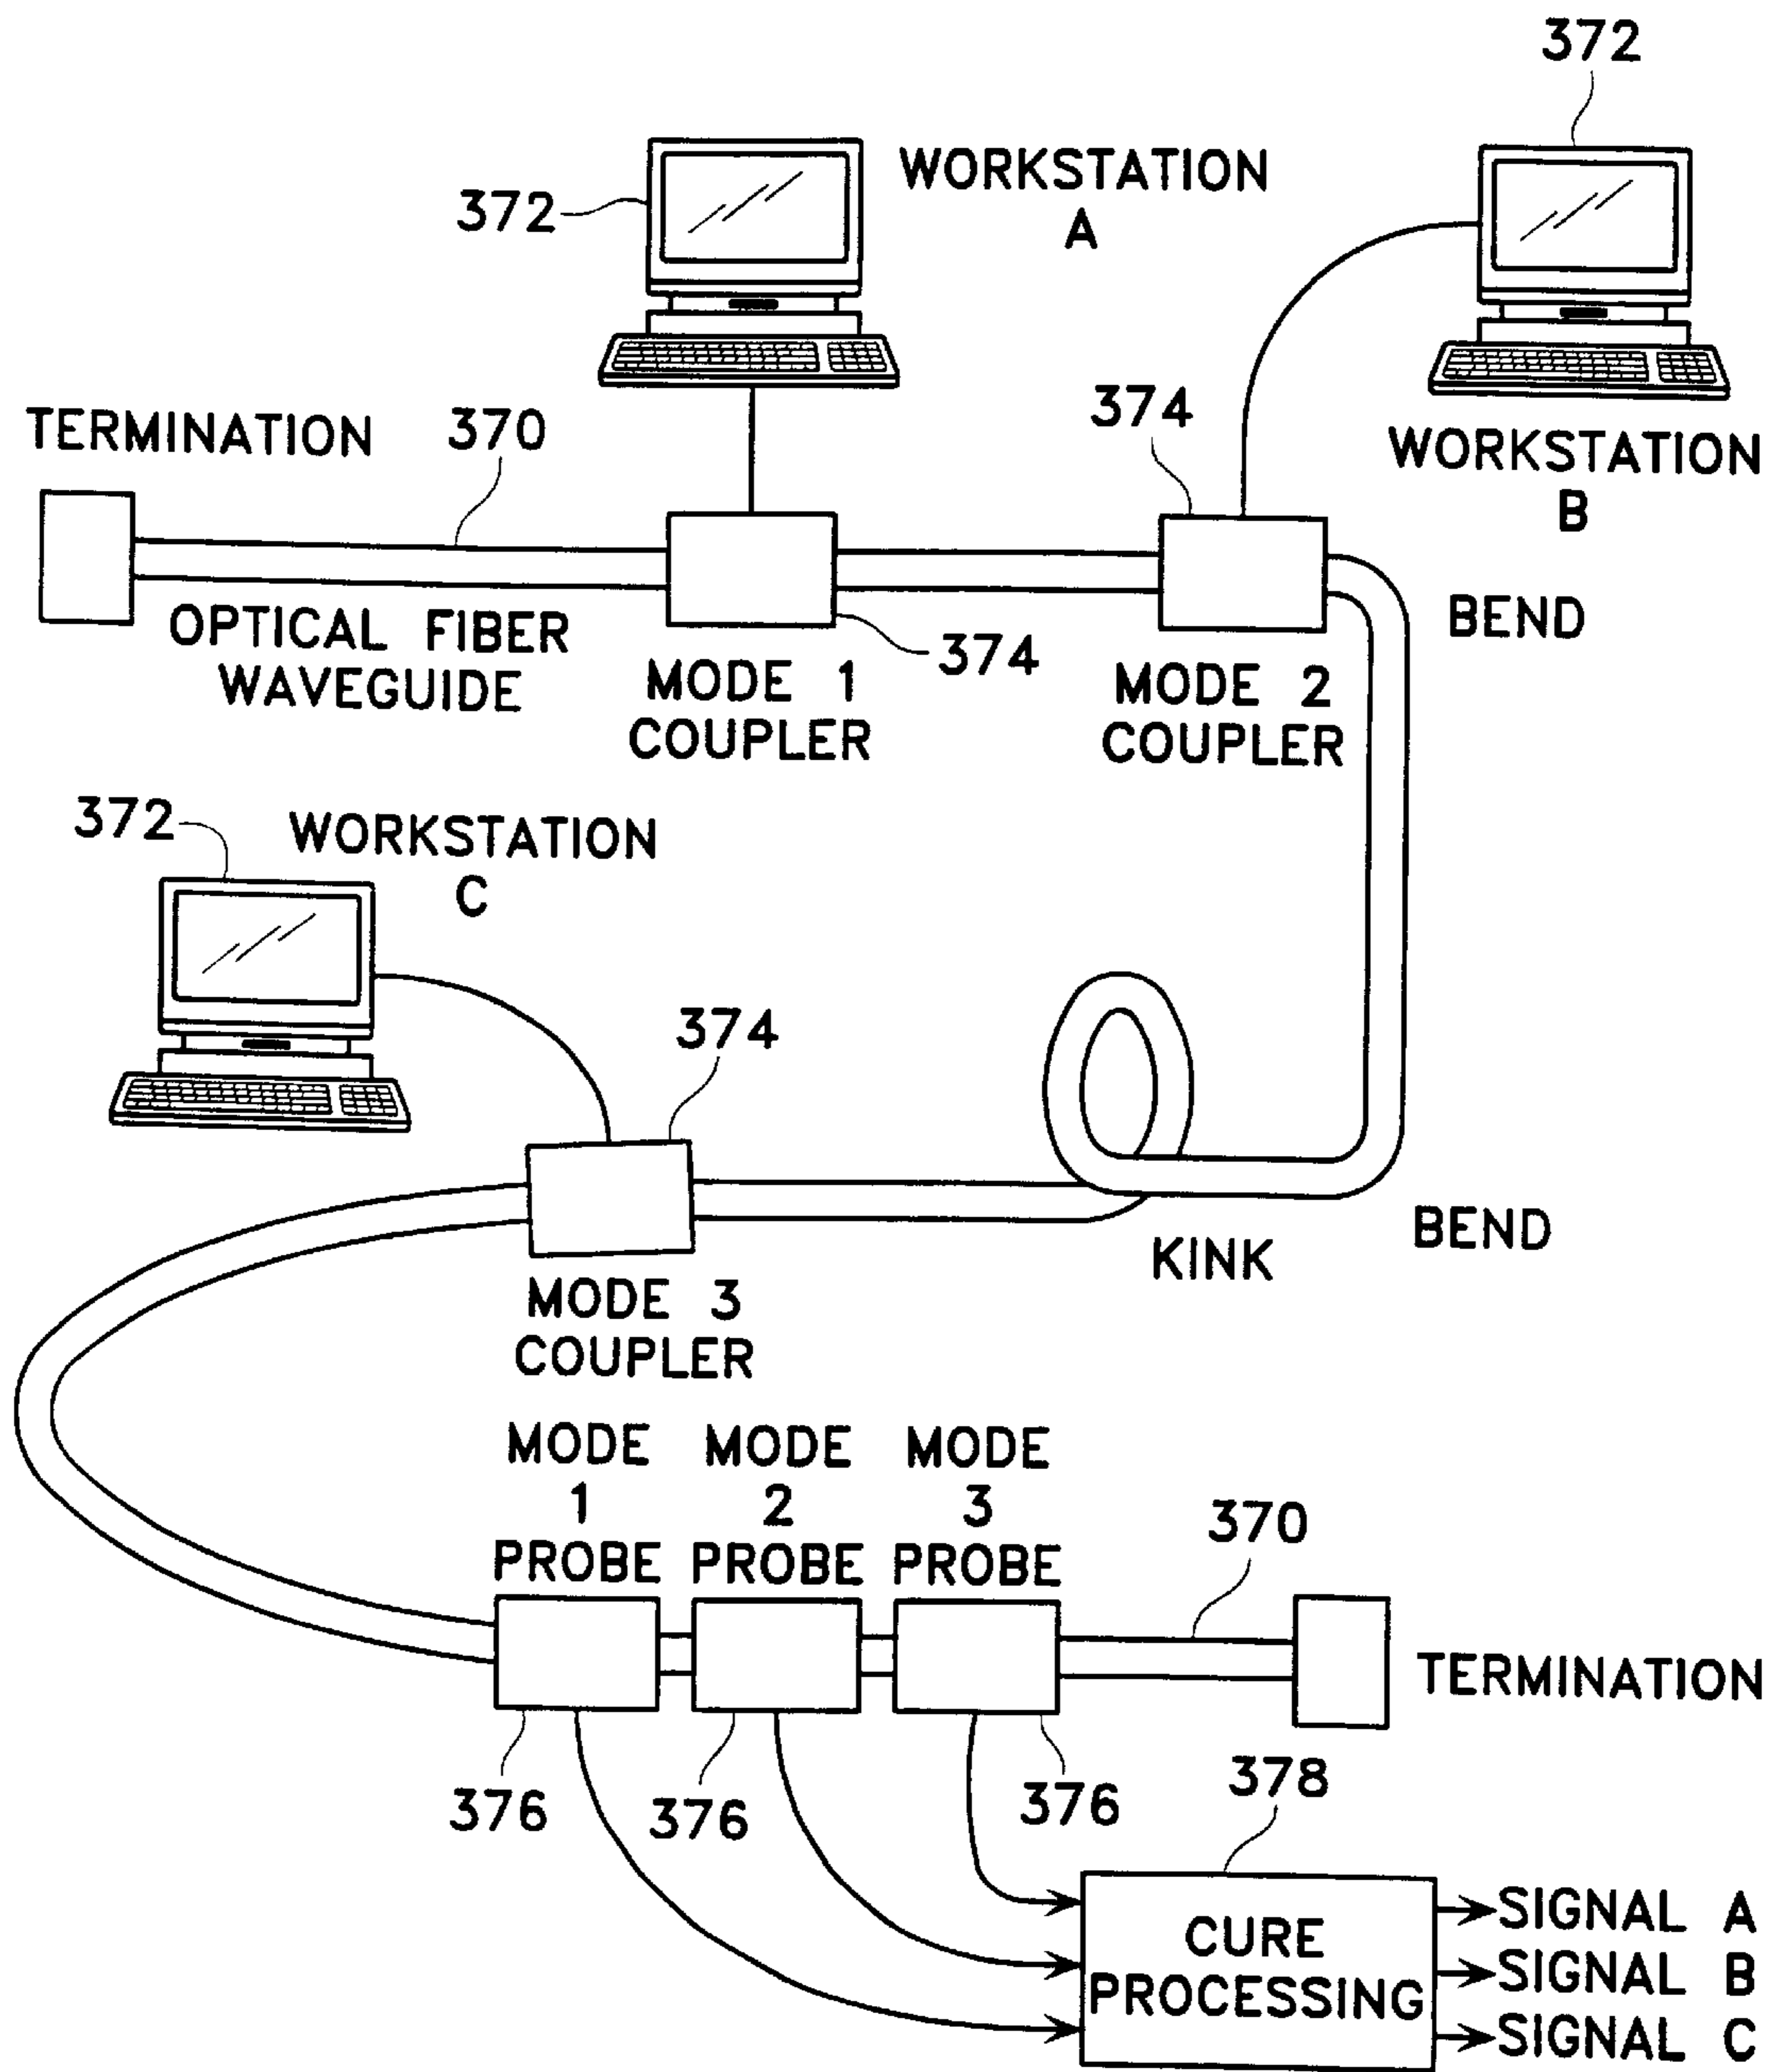 372
372
WORKSTATION
A
372
TERMINATION
370
374
WORKSTATION
B
OPTICAL FIBER
WAVEGUIDE
374
MODE 1
COUPLER
MODE 2
COUPLER
BEND
372
WORKSTATION
C
374
BEND
KINK
MODE 3
COUPLER
MODE
1
PROBE
MODE
2
PROBE
MODE
3
PROBE
370
TERMINATION
376
376
376
378
CURE
PROCESSING
SIGNAL A
SIGNAL B
SIGNAL C